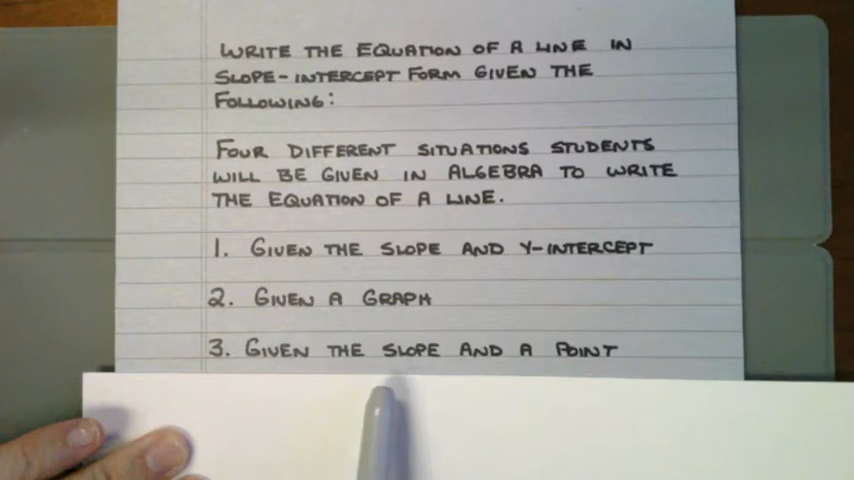 WRITE THE EQUATION OF A LINE IN
SLOPE-INTERCEPT FORM GIVEN THE
FOLLOWING:
FOUR DIFFERENT SITUATIONS STUDENTS
WILL BE GIVEN IN ALGEBRA TO WRITE
THE EQUATION OF A LINE.
1. GIVEN THE SLOPE AND Y-INTERCEPT
2. GIVEN A GRAPH
3. GIVEN THE SLOPE AND A POINT